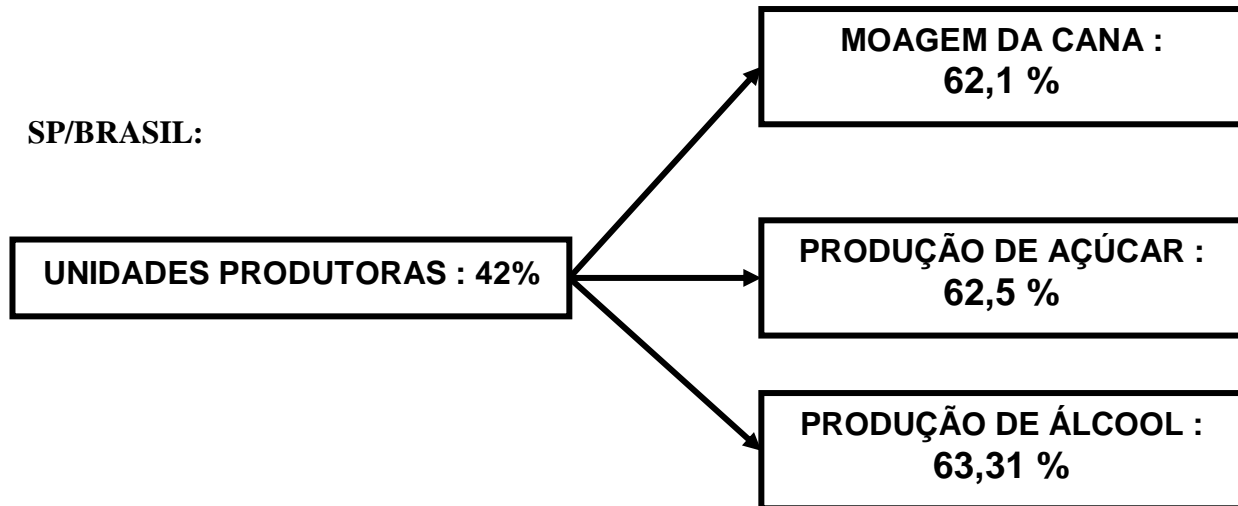 MOAGEM DA CANA :
62,1 %
SP/BRASIL:
UNIDADES PRODUTORAS : 42%
PRODUÇÃO DE AÇÚCAR :
62,5 %
PRODUÇÃO DE ÁLCOOL :
63,31 %